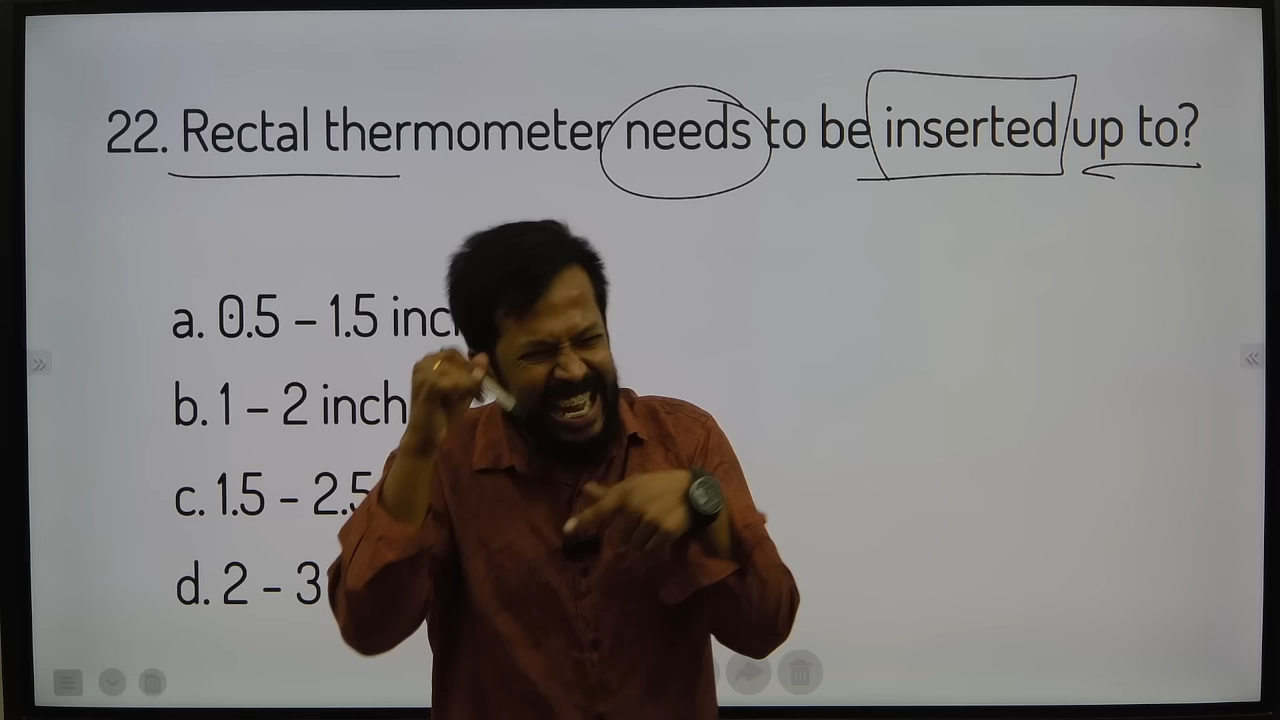 22. Rectal thermometer needs to be inserted up to?
a. 0.5 – 1.5
b. 1 – 2 inch
c. 1.5 – 2.5
d. 2 – 3